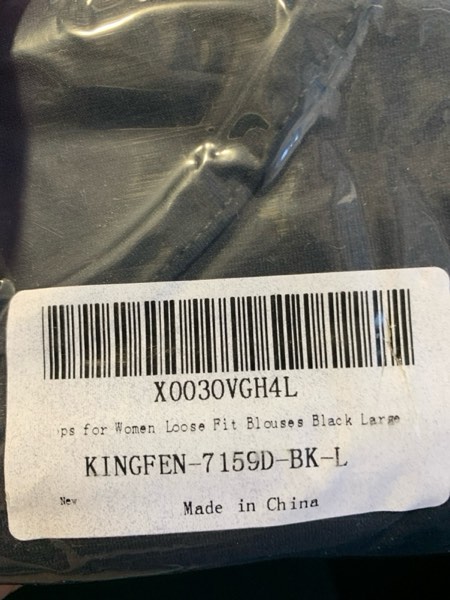 X0030VGH4L
ps for Women Loose Fit Blouses Black Large
KINGFEN-7159D-BK-L
New
Made in China